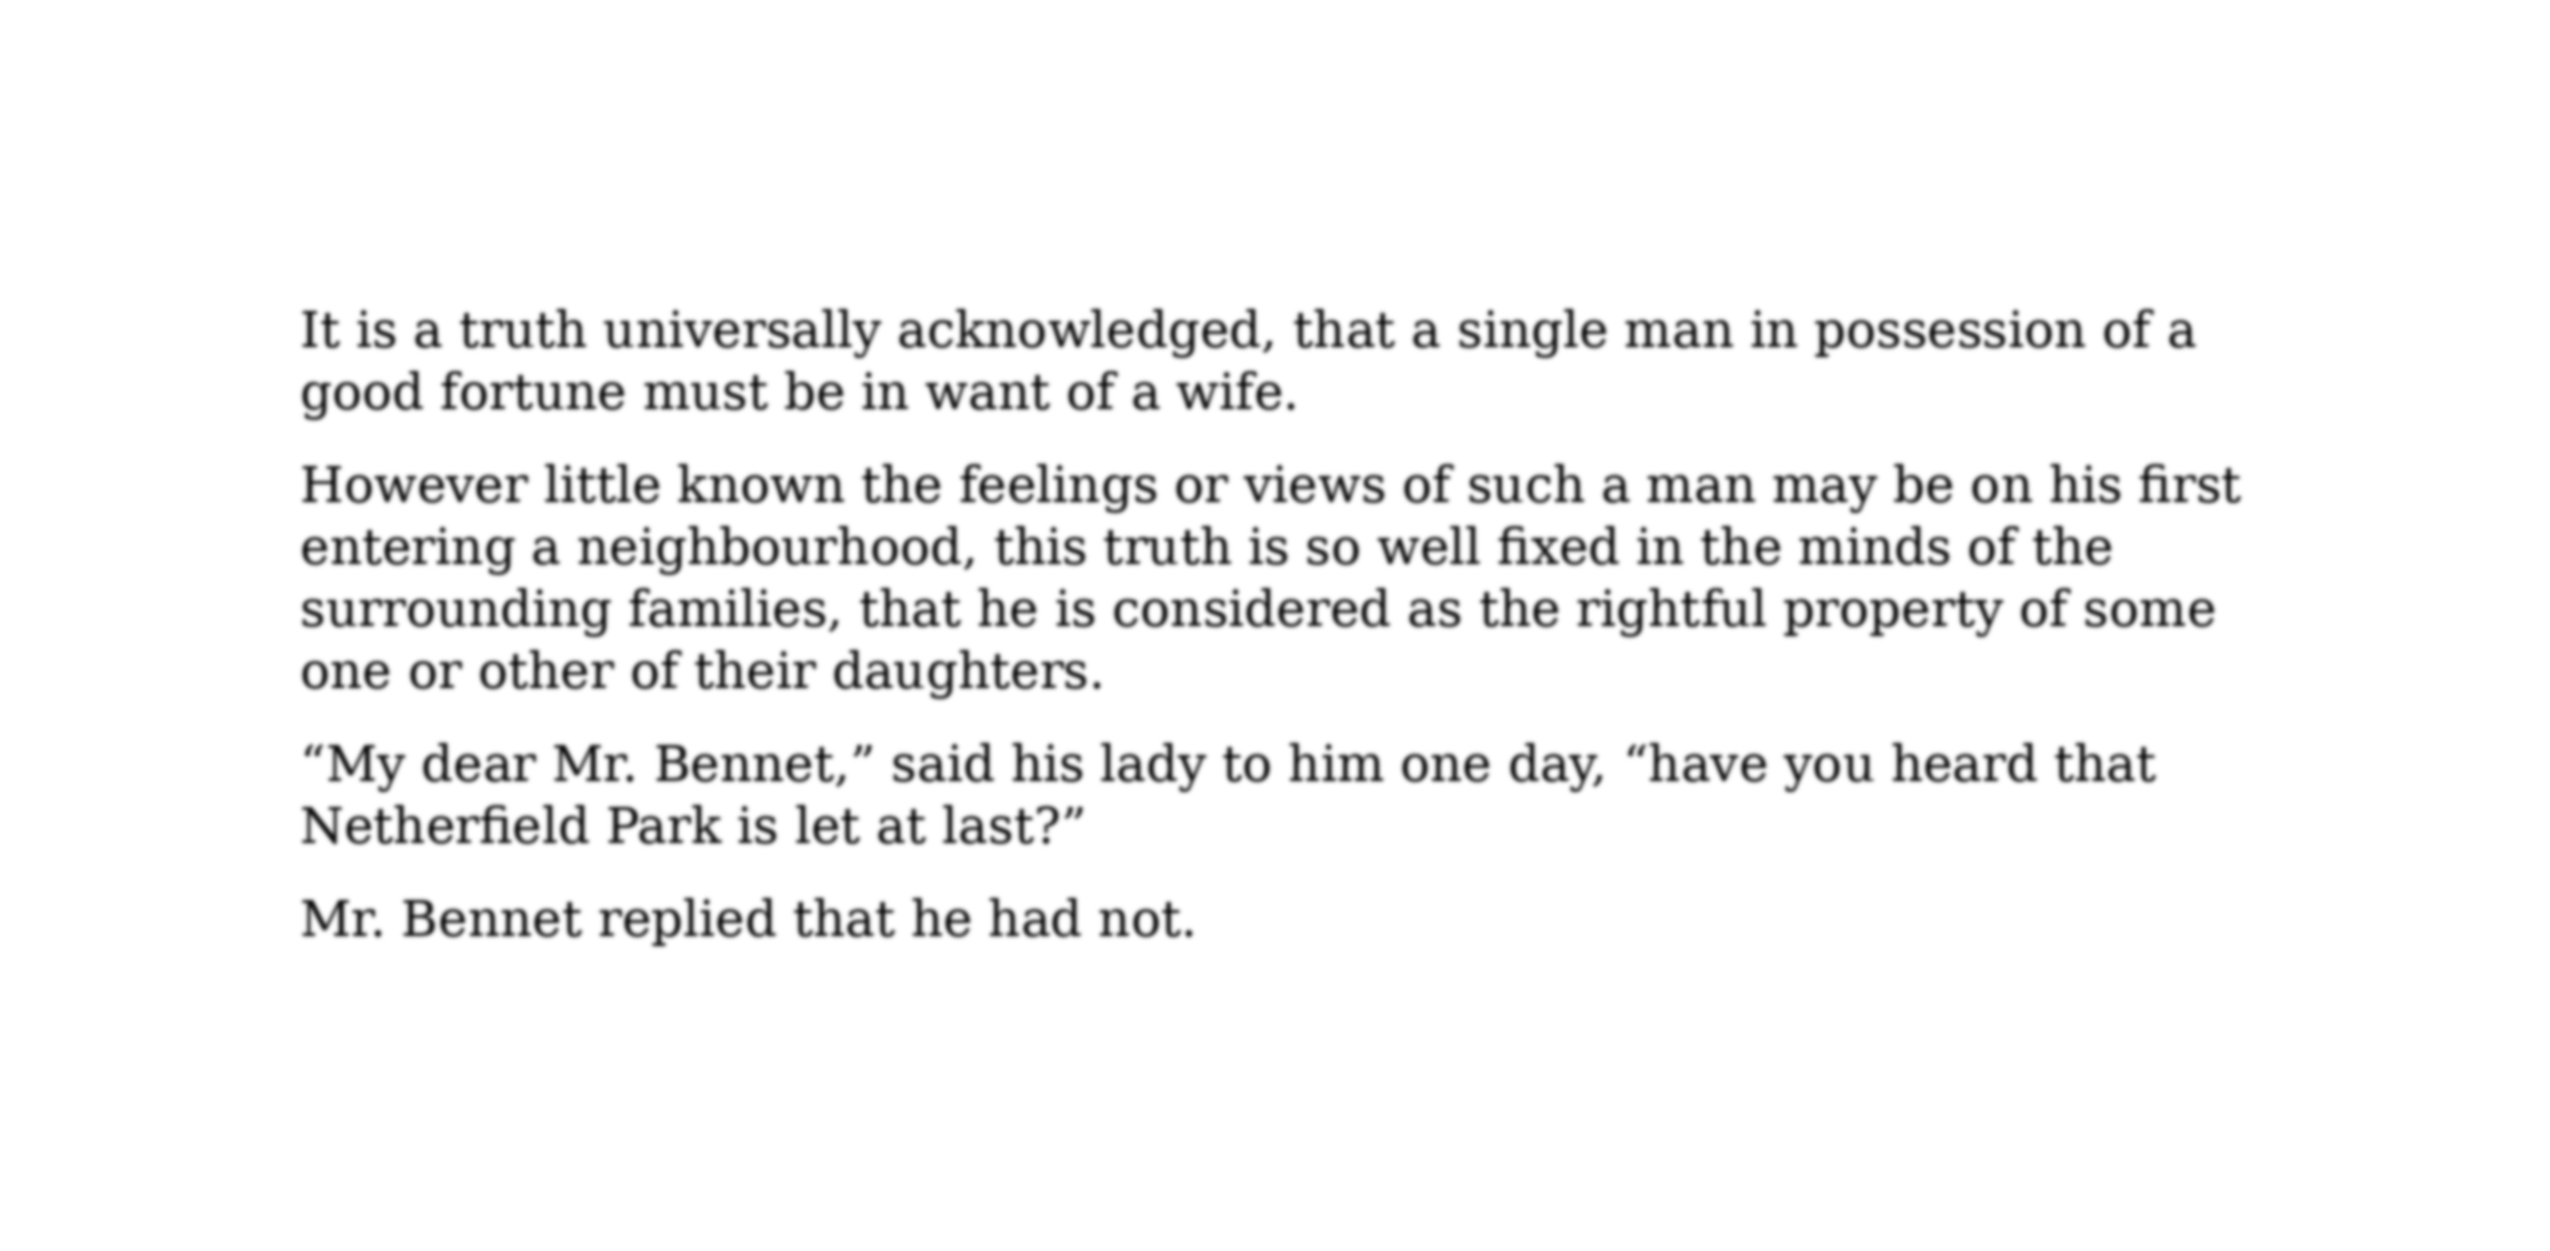 It is a truth universally acknowledged, that a single man in possession of a
good fortune must be in want of a wife.
However little known the feelings or views of such a man may be on his first
entering a neighbourhood, this truth is so well fixed in the minds of the
surrounding families, that he is considered as the rightful property of some
one or other of their daughters.
“My dear Mr. Bennet,” said his lady to him one day, “have you heard that
Netherfield Park is let at last?”
Mr. Bennet replied that he had not.